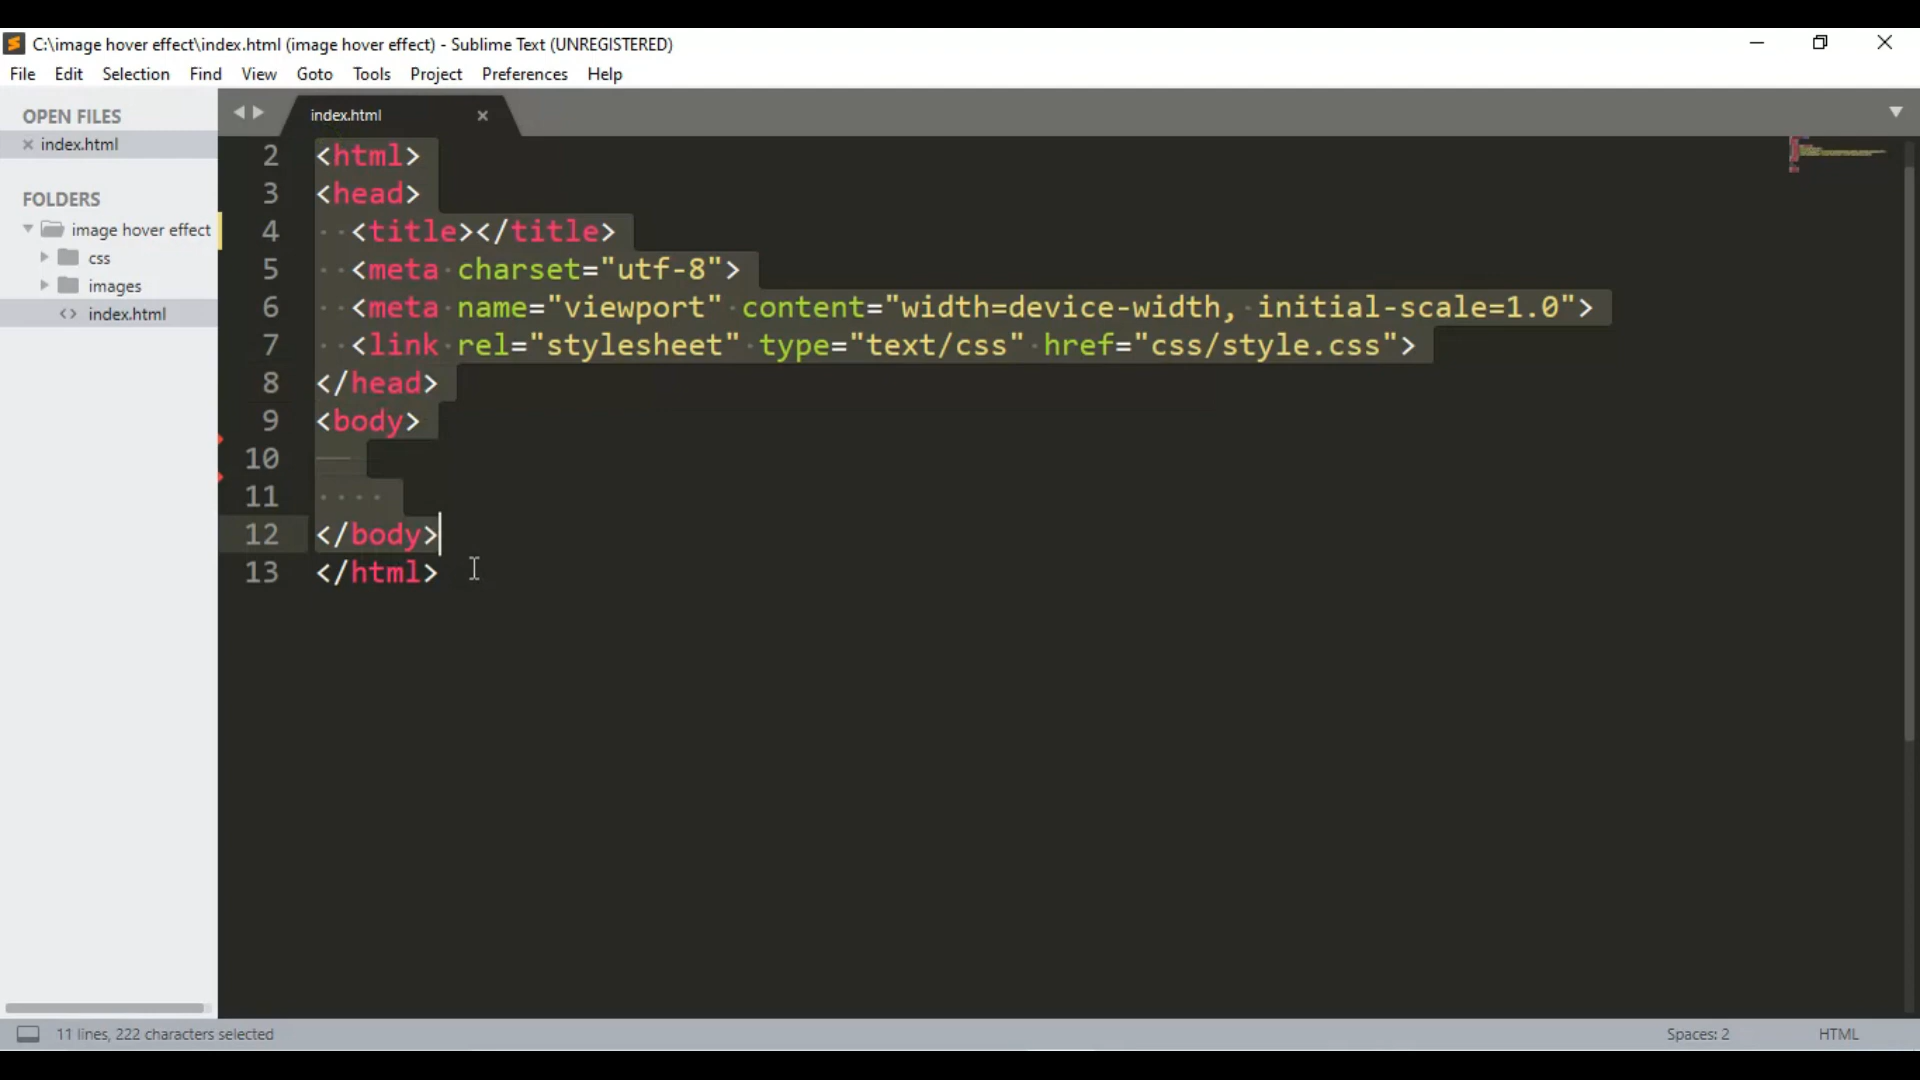 C:\image hover effect\index.html (image hover effect) - Sublime Text (UNREGISTERED)
File Edit Selection Find View Goto Tools Project Preferences Help
OPEN FILES
index.html
FOLDERS
image hover effect
css
images
<> index.html
index.html
2 <html>
3 <head>
4   <title></title>
5   <meta charset="utf-8">
6   <meta name="viewport" content="width=device-width, initial-scale=1.0">
7   <link rel="stylesheet" type="text/css" href="css/style.css">
8 </head>
9 <body>
10
11
12 </body>
13 </html>
11 lines, 222 characters selected
Spaces: 2
HTML